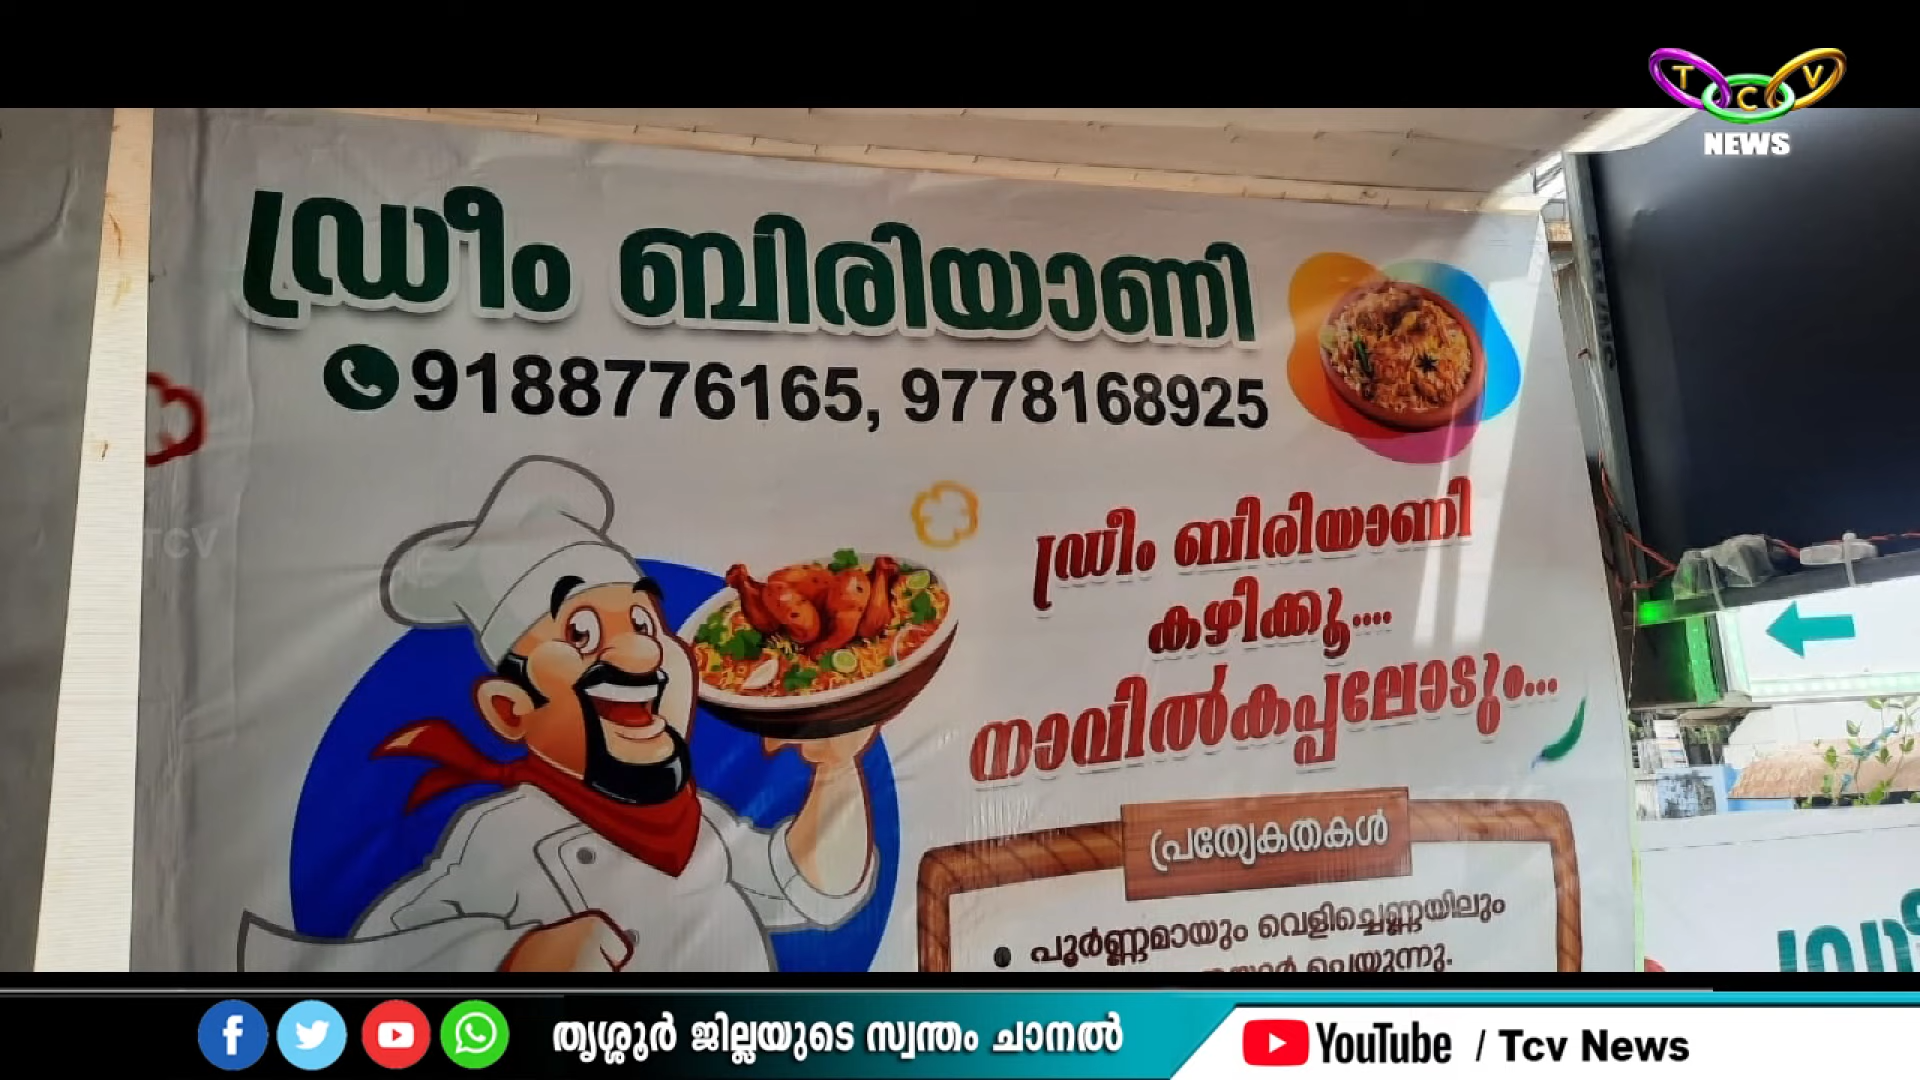 T C V
NEWS
ഡ്രീം ബിരിയാണി
9188776165, 9778168925
ഡ്രീം ബിരിയാണി
കഴിക്കൂ....
നാവിൽകപ്പലോടും...
പ്രത്യേകതകൾ
• പൂർണ്ണമായും വെളിച്ചെണ്ണയിലും
ചെയുന്നു.
TCV
തൃശ്ശൂർ ജില്ലയുടെ സ്വന്തം ചാനൽ
YouTube / Tcv News